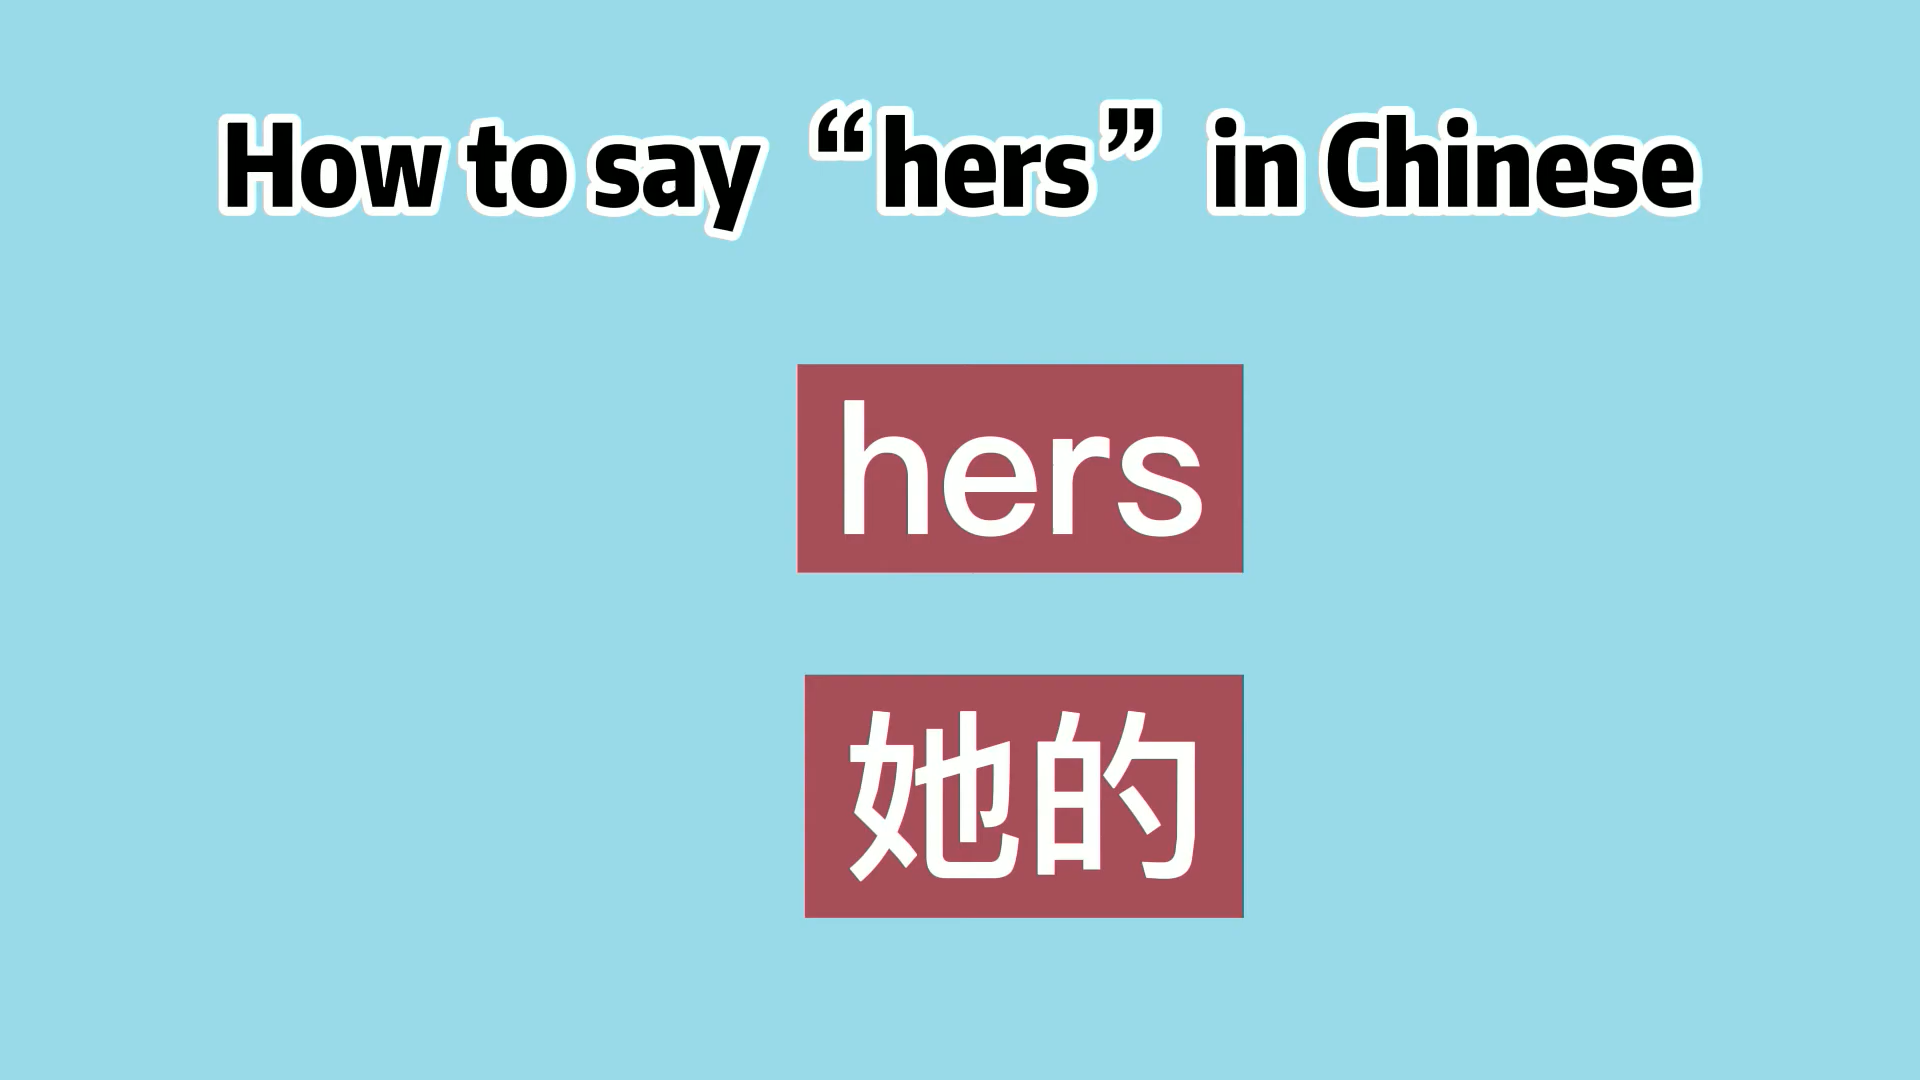 How to say “hers” in Chinese
hers
她的